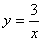 y = 3/x